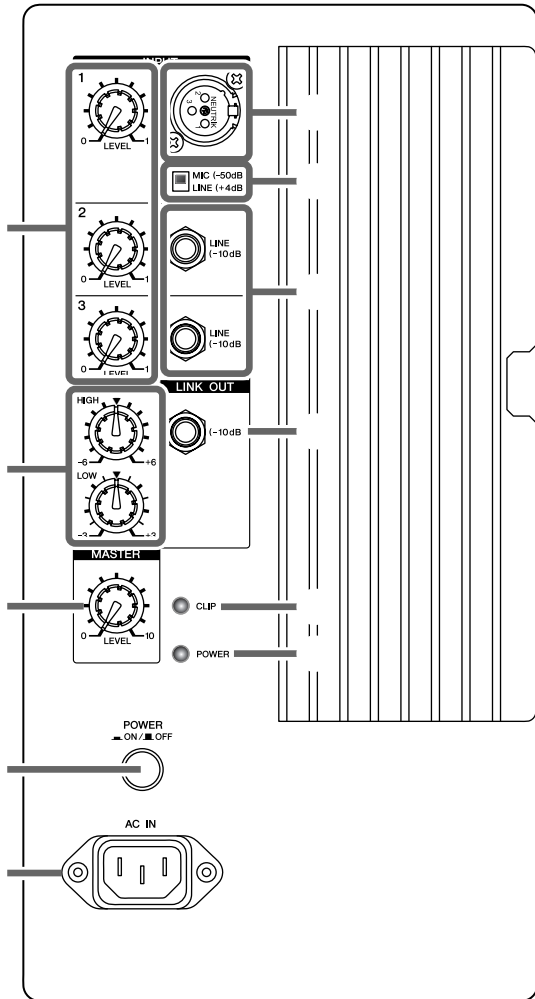 INPUT
1
0 1
LEVEL
2
3
1
NEUTRIK
MIC (-50dB
LINE (+4dB
2
0 1
LEVEL
LINE
(-10dB
3
0 1
LEVEL
LINE
(-10dB
LINK OUT
(-10dB
HIGH
-6 +6
LOW
-3 +3
MASTER
0 10
LEVEL
CLIP
POWER
POWER
ON/ OFF
AC IN